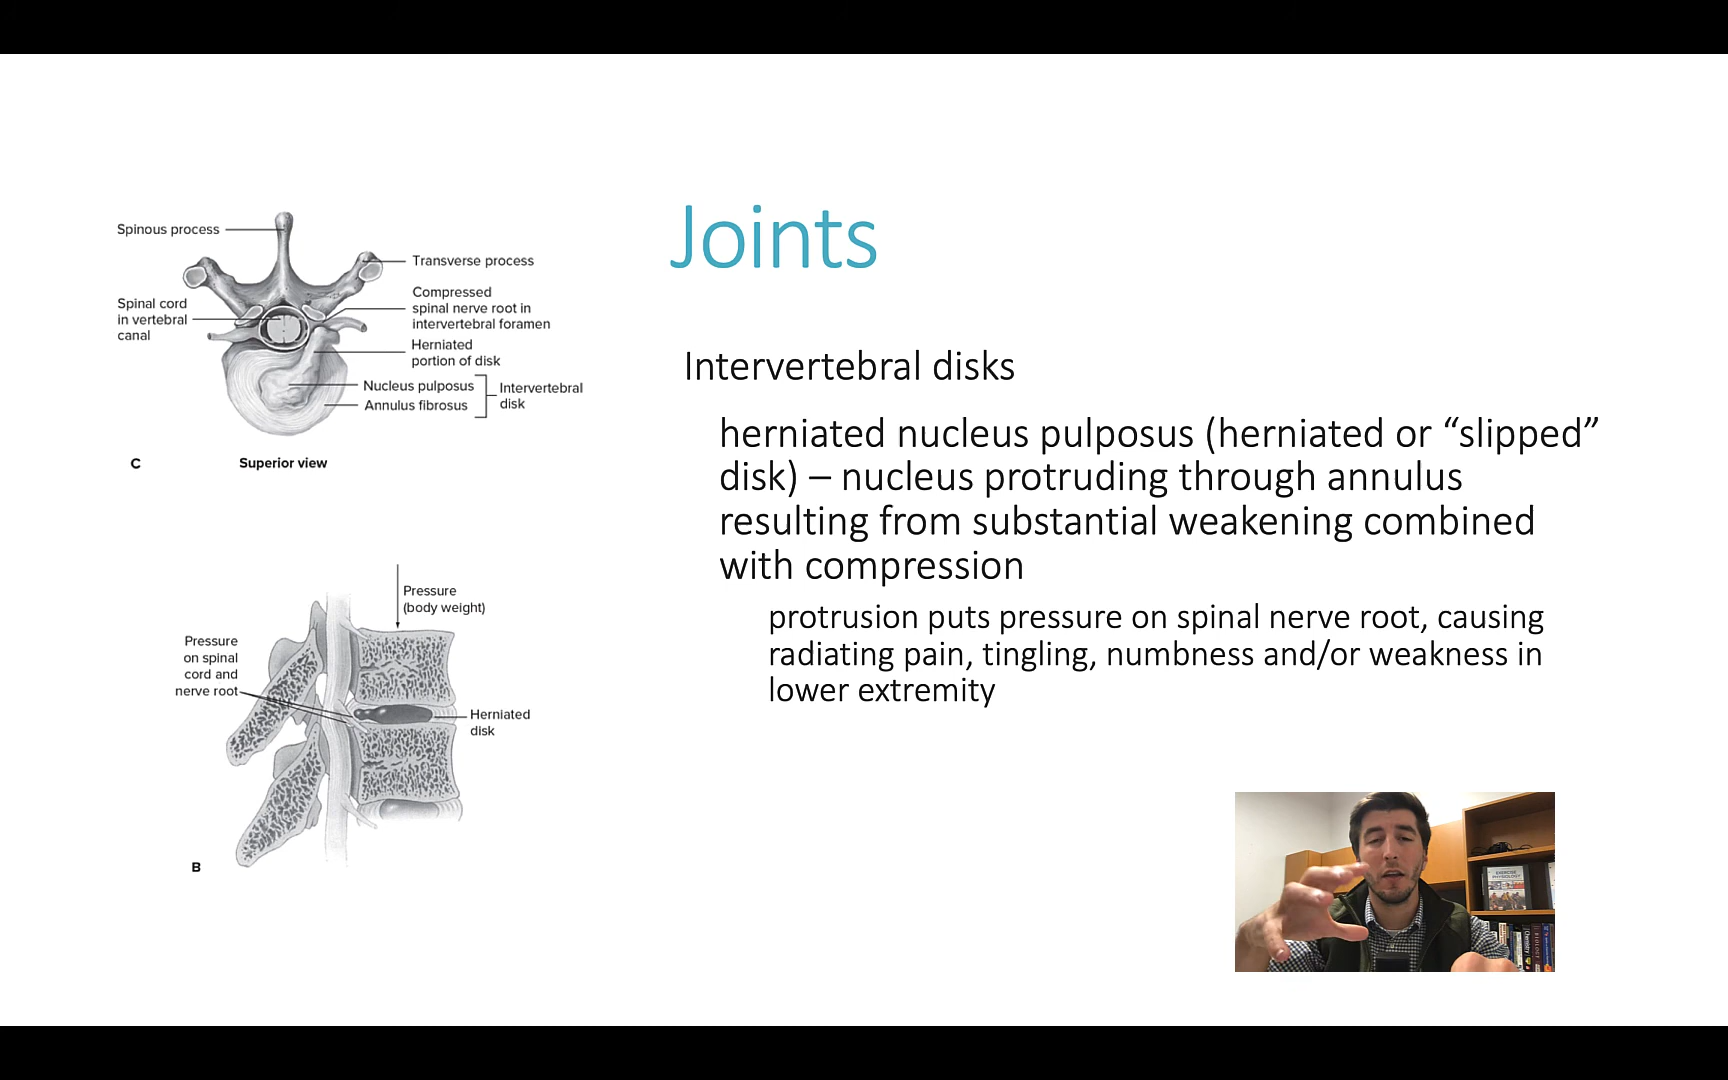 Joints
Spinous process
Transverse process
Spinal cord
in vertebral
canal
Compressed
spinal nerve root in
intervertebral foramen
Herniated
portion of disk
Nucleus pulposus
Annulus fibrosus
Intervertebral
disk
C
Superior view
Pressure
(body weight)
Pressure
on spinal
cord and
nerve root
Herniated
disk
B
Intervertebral disks
herniated nucleus pulposus (herniated or “slipped”
disk) – nucleus protruding through annulus
resulting from substantial weakening combined
with compression
protrusion puts pressure on spinal nerve root, causing
radiating pain, tingling, numbness and/or weakness in
lower extremity
EXERCISE
PHYSIOLOGY
Chemistry
BIOLOGY